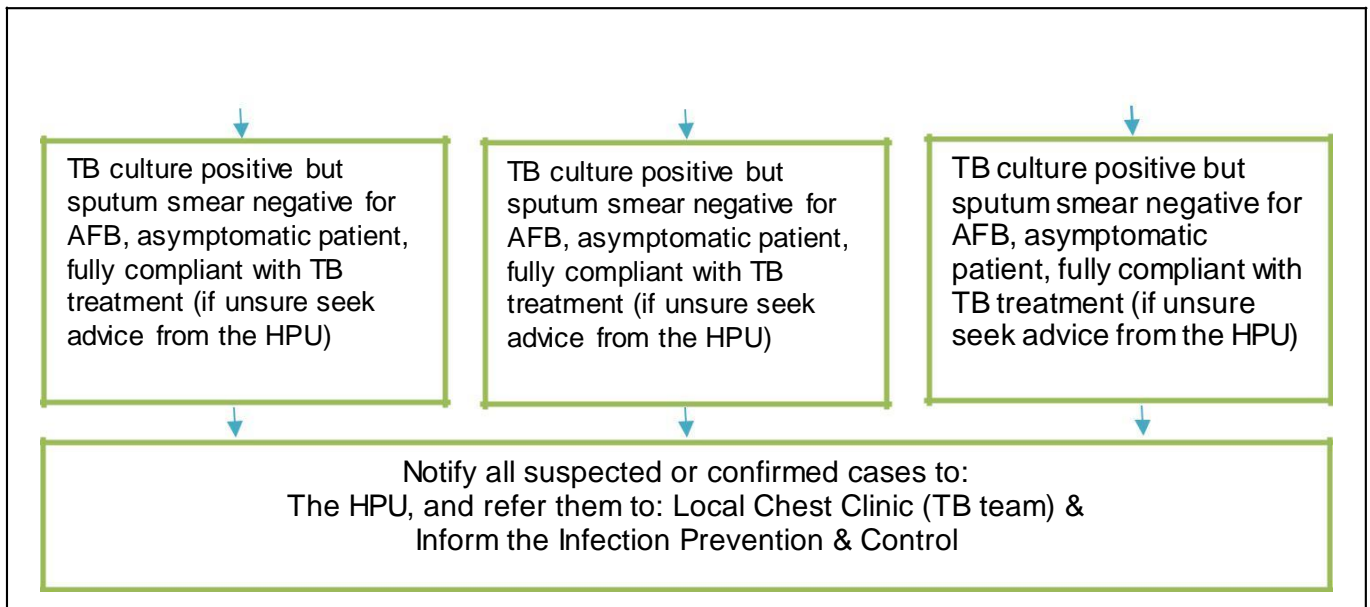 TB culture positive but
sputum smear negative for
AFB, asymptomatic patient,
fully compliant with TB
treatment (if unsure seek
advice from the HPU)
TB culture positive but
sputum smear negative for
AFB, asymptomatic patient,
fully compliant with TB
treatment (if unsure seek
advice from the HPU)
TB culture positive but
sputum smear negative for
AFB, asymptomatic
patient, fully compliant with
TB treatment (if unsure
seek advice from the HPU)
Notify all suspected or confirmed cases to:
The HPU, and refer them to: Local Chest Clinic (TB team) &
Inform the Infection Prevention & Control